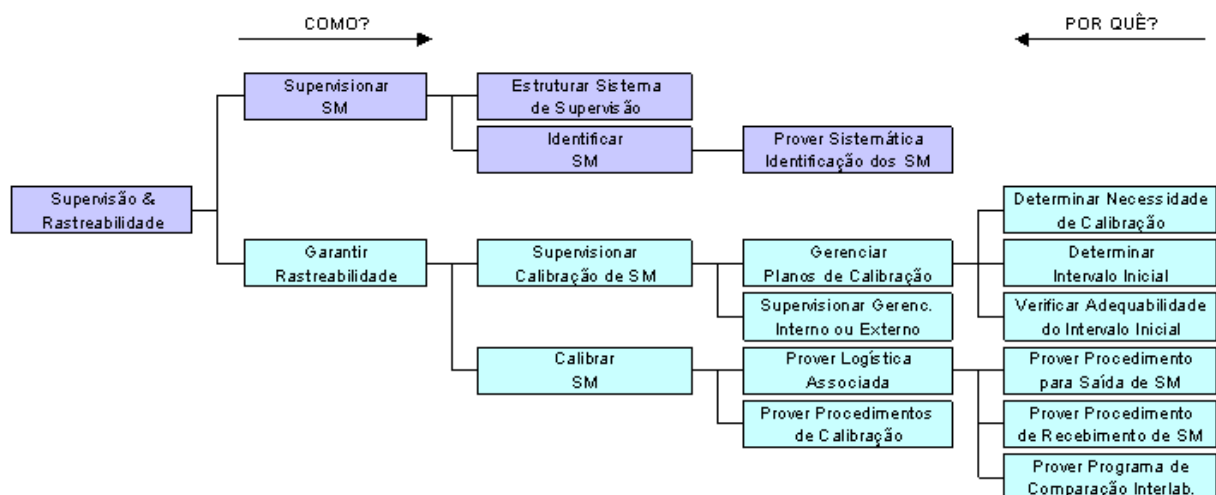 COMO?
POR QUÊ?
Supervisionar
SM
Estruturar Sistema
de Supervisão
Identificar
SM
Prover Sistemática
Identificação dos SM
Supervisão &
Rastreabilidade
Determinar Necessidade
de Calibração
Garantir
Rastreabilidade
Supervisionar
Calibração de SM
Gerenciar
Planos de Calibração
Determinar
Intervalo Inicial
Supervisionar Gerenc.
Interno ou Externo
Verificar Adequabilidade
do Intervalo Inicial
Calibrar
SM
Prover Logística
Associada
Prover Procedimento
para Saída de SM
Prover Procedimentos
de Calibração
Prover Procedimento
de Recebimento de SM
Prover Programa de
Comparação Interlab.